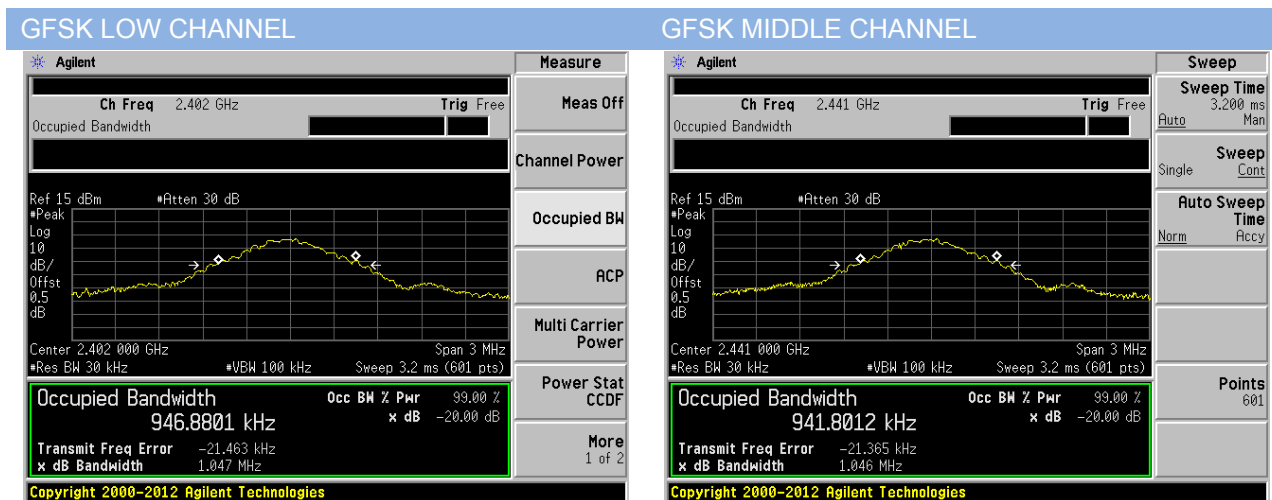 GFSK LOW CHANNEL
Agilent
Measure
Ch Freq 2.402 GHz Trig Free
Occupied Bandwidth
Meas Off
Channel Power
Occupied BW
ACP
Multi Carrier
Power
Power Stat
CCDF
More
1 of 2
Ref 15 dBm #Atten 30 dB
#Peak
Log
10
dB/
Offst
0.5
dB
Center 2.402 000 GHz Span 3 MHz
#Res BW 30 kHz #VBW 100 kHz Sweep 3.2 ms (601 pts)
Occupied Bandwidth Occ BW % Pwr 99.00 %
946.8801 kHz x dB -20.00 dB
Transmit Freq Error -21.463 kHz
x dB Bandwidth 1.047 MHz
Copyright 2000-2012 Agilent Technologies
GFSK MIDDLE CHANNEL
Agilent
Sweep
Ch Freq 2.441 GHz Trig Free
Occupied Bandwidth
Sweep Time
3.200 ms
Auto Man
Sweep
Single Cont
Auto Sweep
Time
Norm Accy
Points
601
Ref 15 dBm #Atten 30 dB
#Peak
Log
10
dB/
Offst
0.5
dB
Center 2.441 000 GHz Span 3 MHz
#Res BW 30 kHz #VBW 100 kHz Sweep 3.2 ms (601 pts)
Occupied Bandwidth Occ BW % Pwr 99.00 %
941.8012 kHz x dB -20.00 dB
Transmit Freq Error -21.365 kHz
x dB Bandwidth 1.046 MHz
Copyright 2000-2012 Agilent Technologies